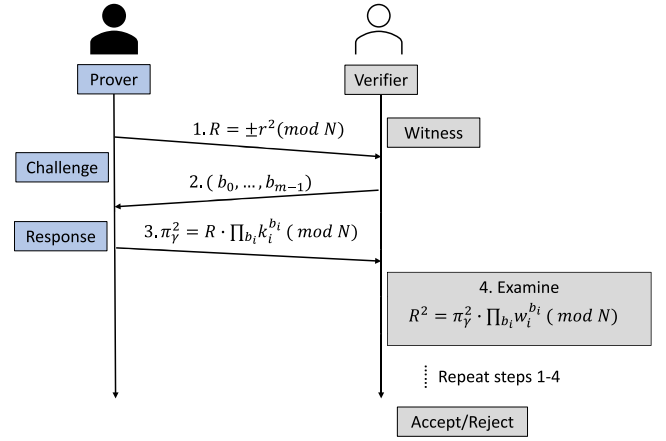 Prover
Verifier
1. R = ±r²(mod N)
Witness
Challenge
2. ( b₀, … , bₘ₋₁)
Response
3. π_γ² = R · ∏_{b_i} k_i^{b_i} ( mod N)
4. Examine
R² = π_γ² · ∏_{b_i} w_i^{b_i} ( mod N)
Repeat steps 1-4
Accept/Reject